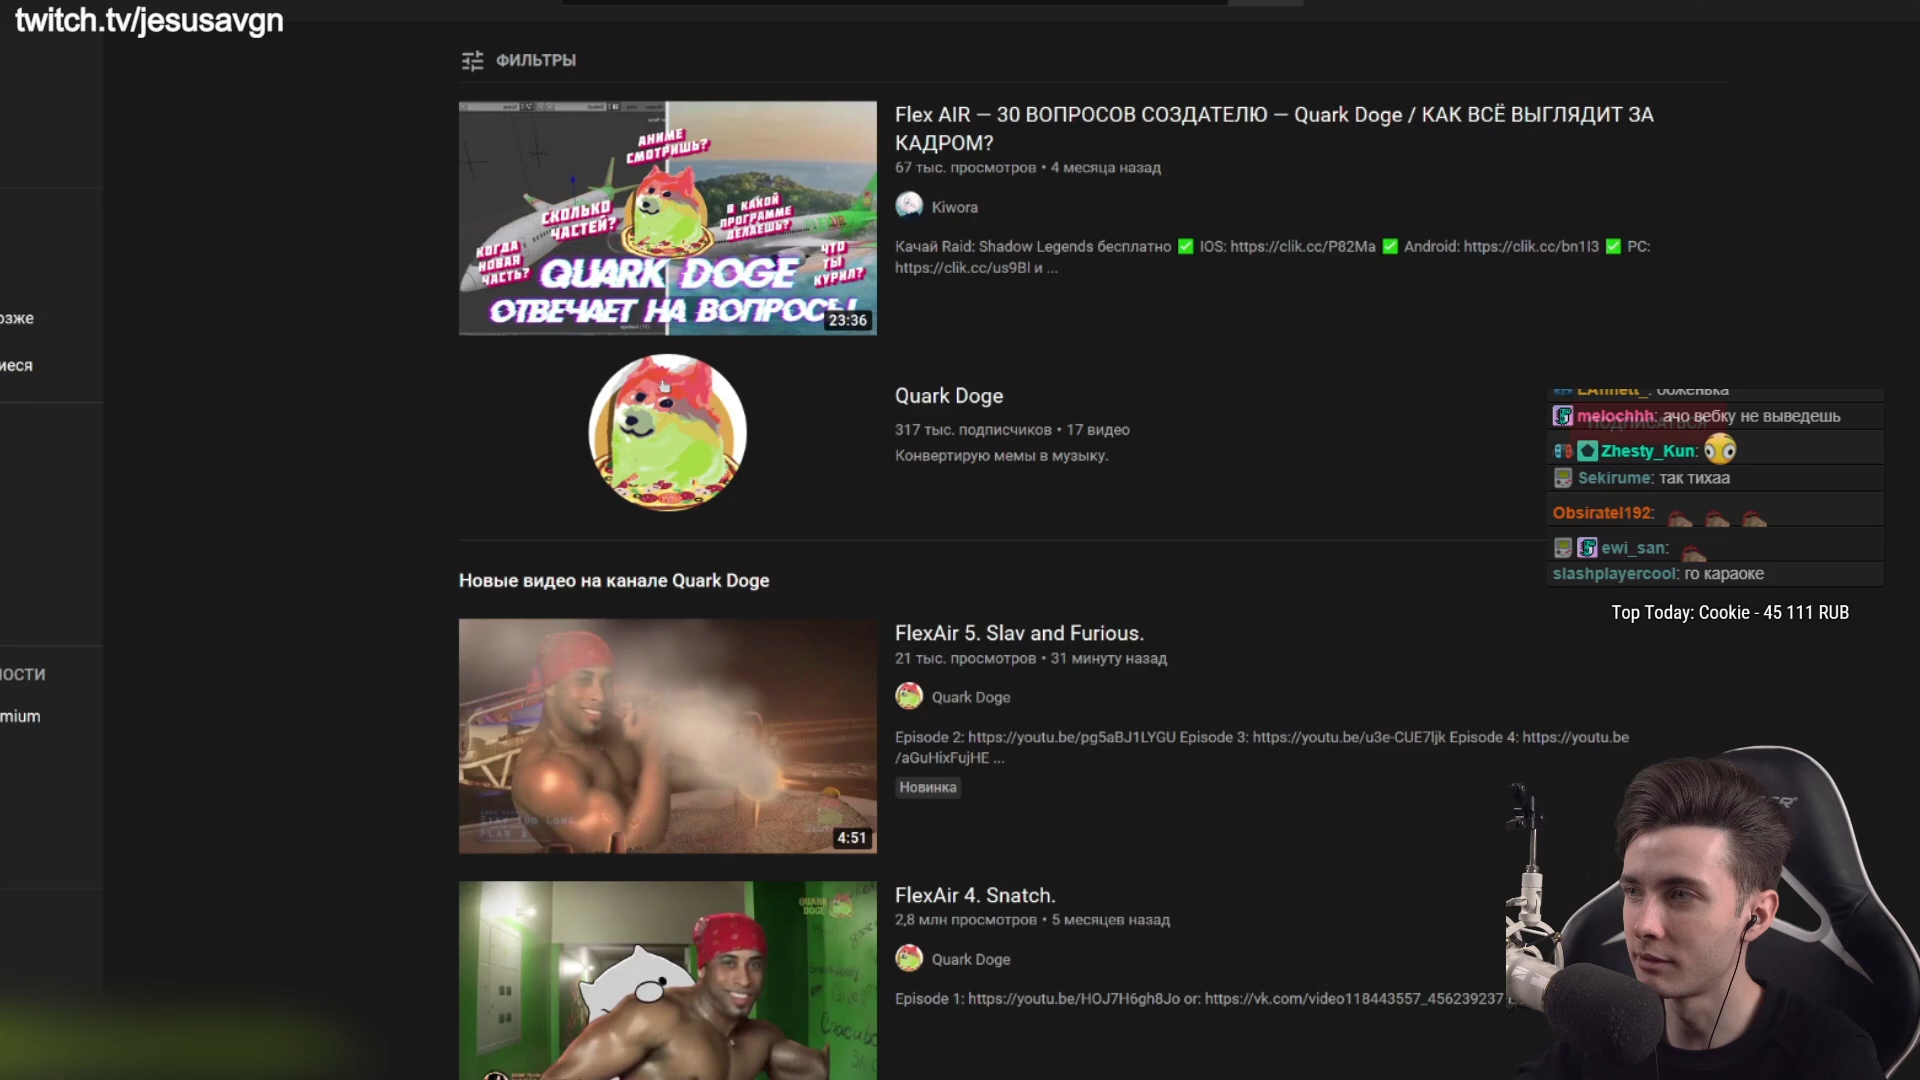 twitch.tv/jesusavgn
ФИЛЬТРЫ
АНИМЕ
СМОТРИШЬ?
СКОЛЬКО
ЧАСТЕЙ?
В КАКОЙ
ПРОГРАММЕ
ДЕЛАЕШЬ?
КОГДА
НОВАЯ
ЧАСТЬ?
ЧТО
ТЫ
КУРИЛ?
QUARK DOGE
ОТВЕЧАЕТ НА ВОПРОСЫ
23:36
Flex AIR — 30 ВОПРОСОВ СОЗДАТЕЛЮ — Quark Doge / КАК ВСЁ ВЫГЛЯДИТ ЗА
КАДРОМ?
67 тыс. просмотров • 4 месяца назад
Kiwora
Качай Raid: Shadow Legends бесплатно ✅ IOS: https://clik.cc/P82Ma ✅ Android: https://clik.cc/bn1I3 ✅ PC:
https://clik.cc/us9Bl и ...
Quark Doge
317 тыс. подписчиков • 17 видео
Конвертирую мемы в музыку.
ПОДПИСАТЬСЯ
Новые видео на канале Quark Doge
4:51
FlexAir 5. Slav and Furious.
21 тыс. просмотров • 31 минуту назад
Quark Doge
Episode 2: https://youtu.be/pg5aBJ1LYGU Episode 3: https://youtu.be/u3e-CUE7ljk Episode 4: https://youtu.be
/aGuHixFujHE ...
Новинка
QUARK
DOGE
FlexAir 4. Snatch.
2,8 млн просмотров • 5 месяцев назад
Quark Doge
Episode 1: https://youtu.be/HOJ7H6gh8Jo or: https://vk.com/video118443557_456239237
озже
иеся
ности
mium
LAnnett_: боженька
melochhh: ачо вебку не выведешь
Zhesty_Kun:
Sekirume: так тихаа
Obsiratel192:
ewi_san:
slashplayercool: го караоке
Top Today: Cookie - 45 111 RUB